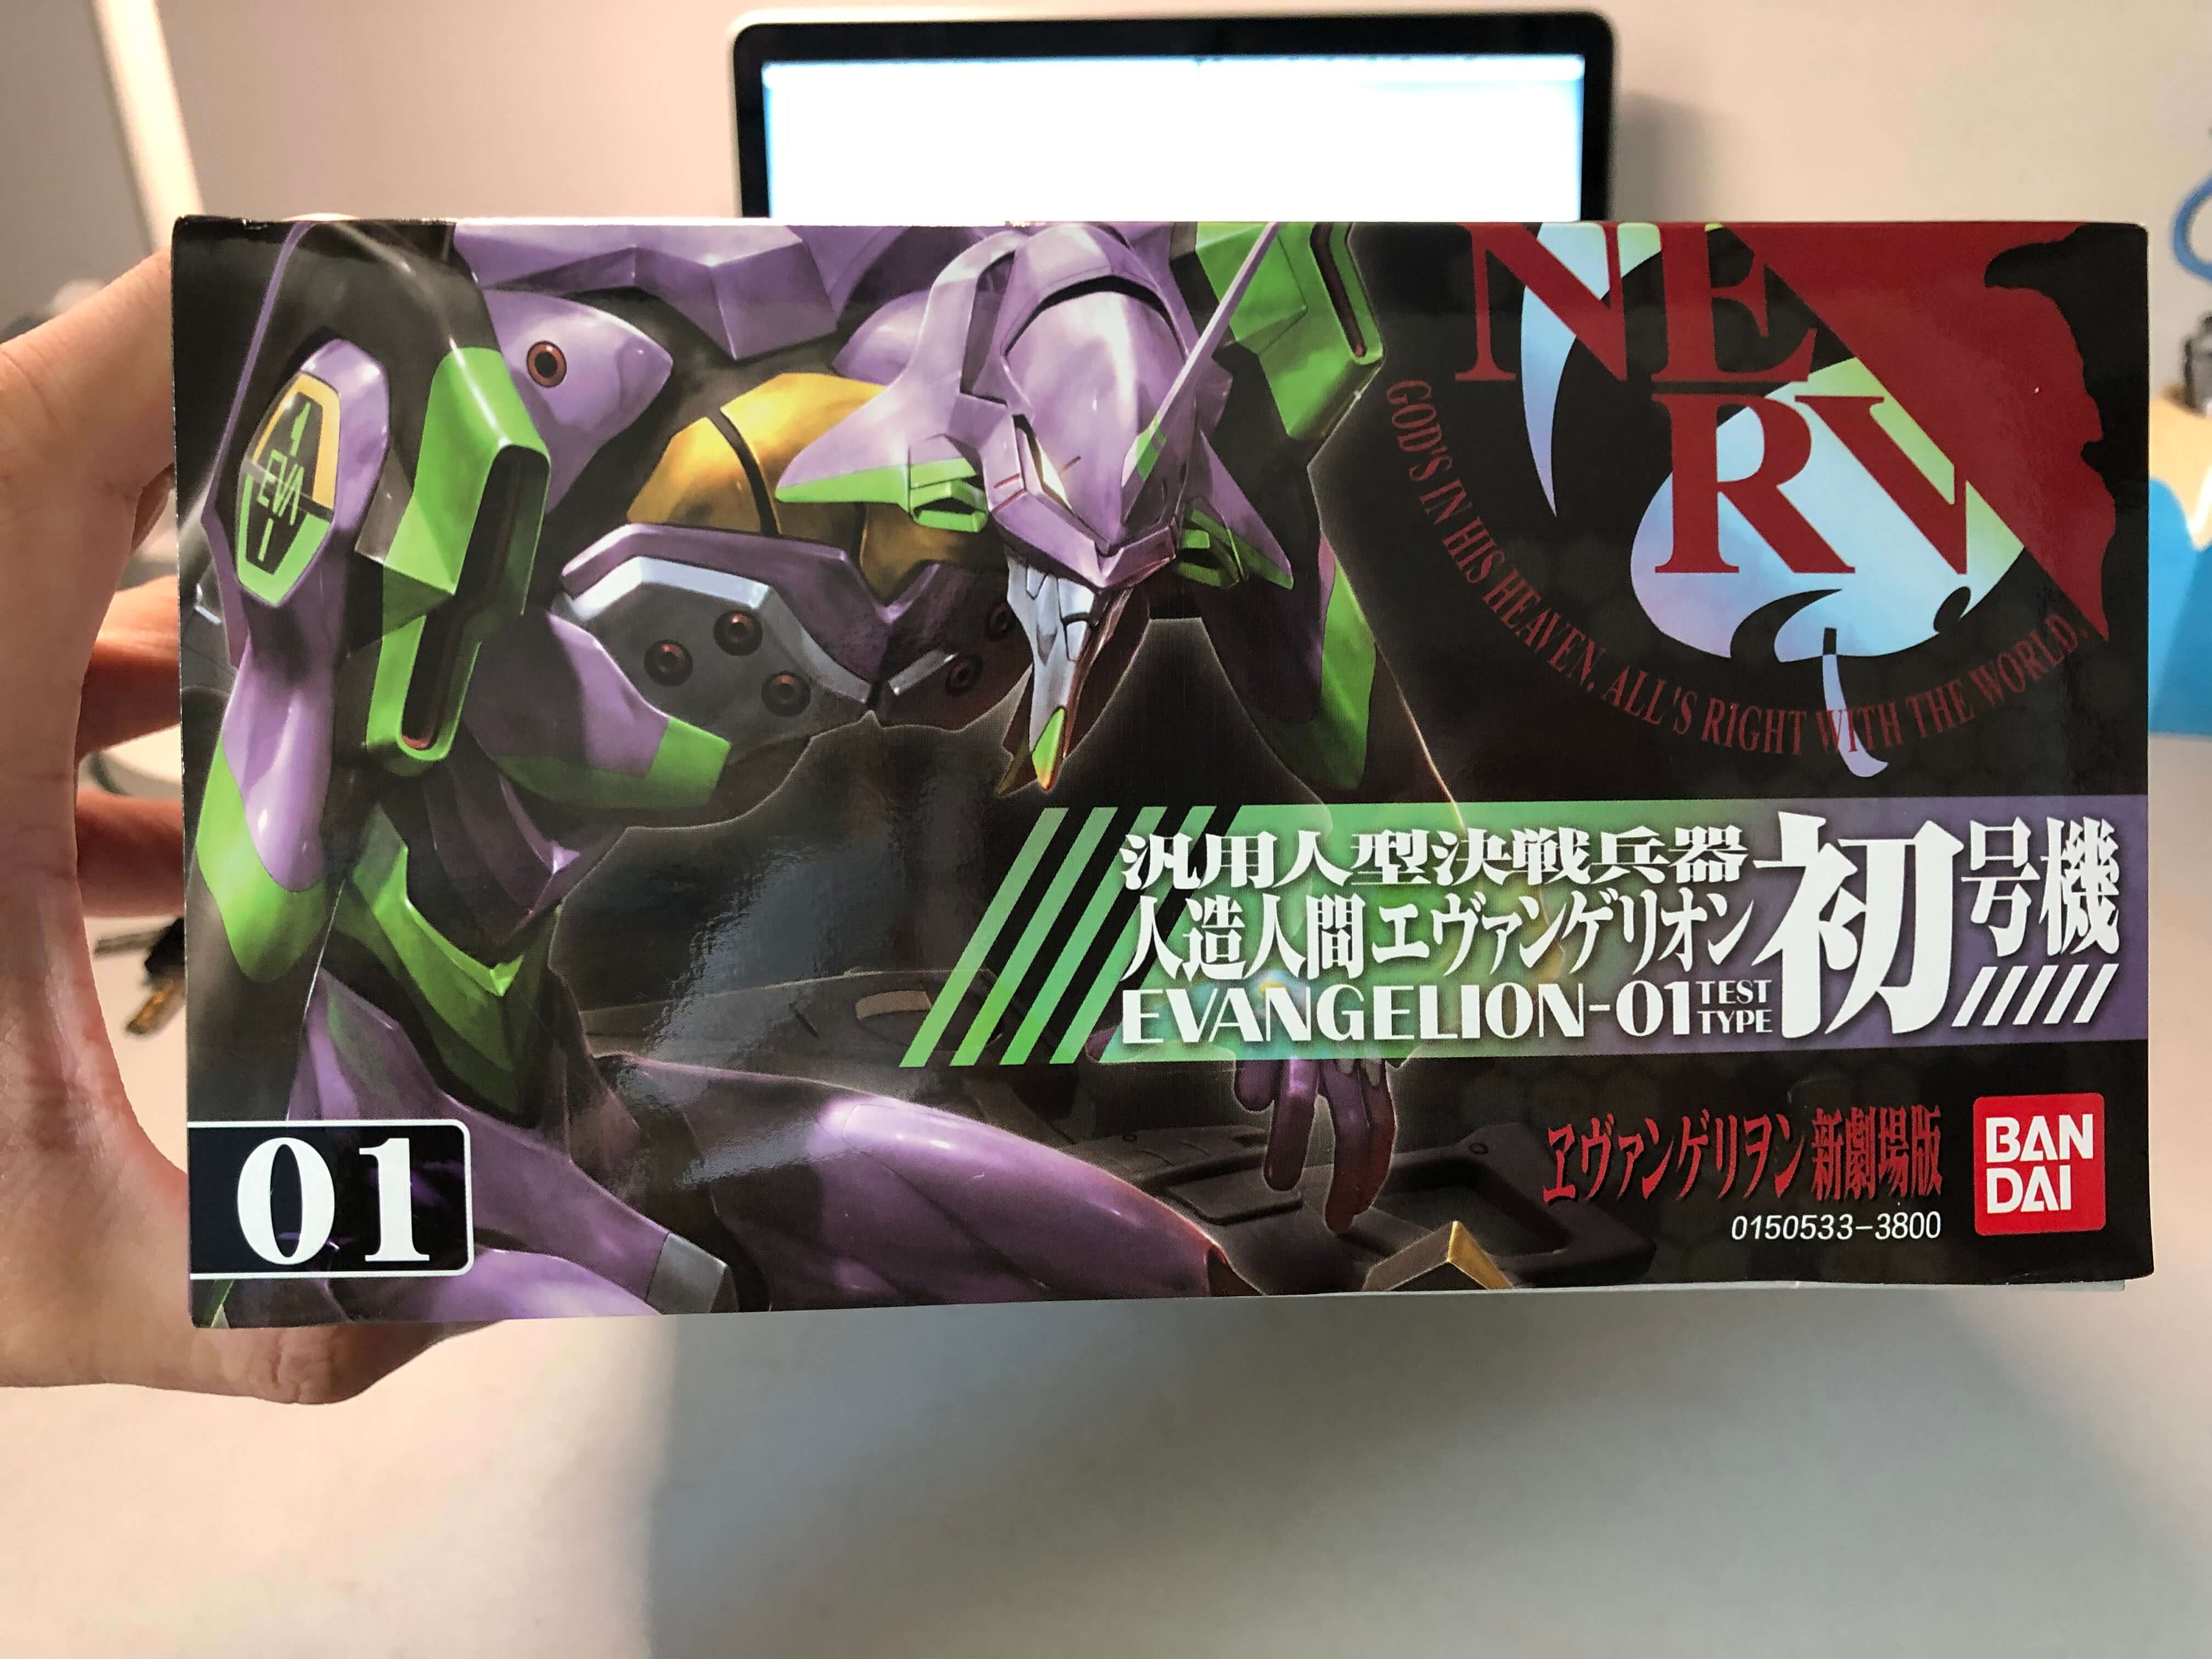 NE
RV
GOD'S IN HIS HEAVEN, ALL'S RIGHT WITH THE WORLD.
EVA
1
汎用人型決戦兵器
人造人間エヴァンゲリオン
EVANGELION-01 TEST TYPE
初号機
01
ヱヴァンゲリヲン新劇場版
0150533-3800
BAN
DAI